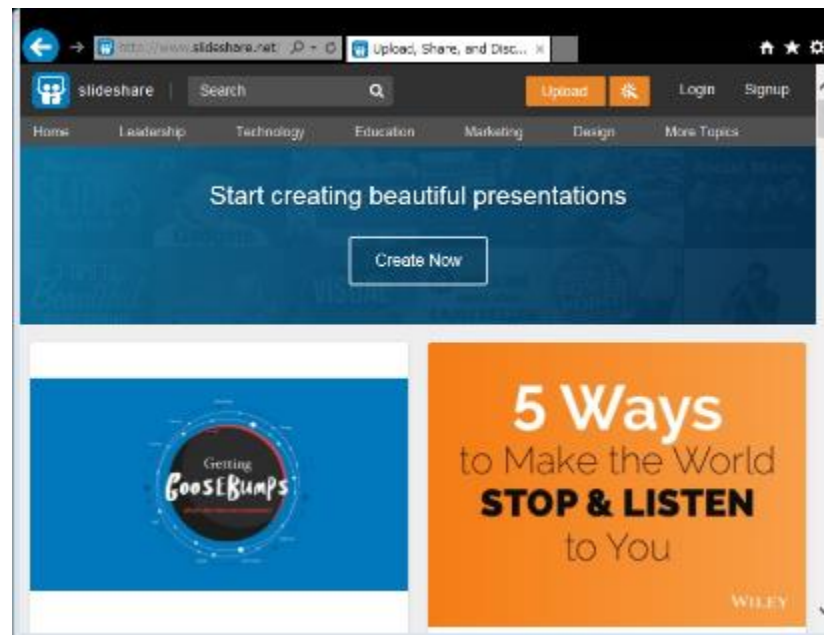 http://www.slideshare.net
Upload, Share, and Disc...
slideshare
Search
Upload
Login
Signup
Home
Leadership
Technology
Education
Marketing
Design
More Topics
Start creating beautiful presentations
Create Now
Getting
GOOSEBUMPS
5 Ways
to Make the World
STOP & LISTEN
to You
WILEY